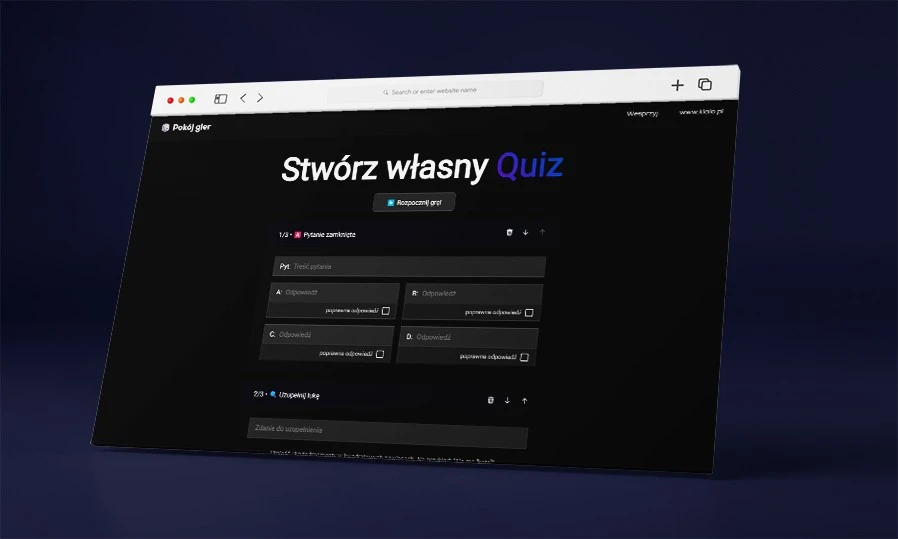 Search or enter website name
Pokój gier
Wesprzyj
www.klolo.pl
Stwórz własny Quiz
Rozpocznij grę!
1/3 • Pytanie zamknięte
Pyt: Treść pytania
A: Odpowiedź
B: Odpowiedź
poprawna odpowiedź
poprawna odpowiedź
C: Odpowiedź
D: Odpowiedź
poprawna odpowiedź
poprawna odpowiedź
2/3 • Uzupełnij lukę
Zdanie do uzupełnienia